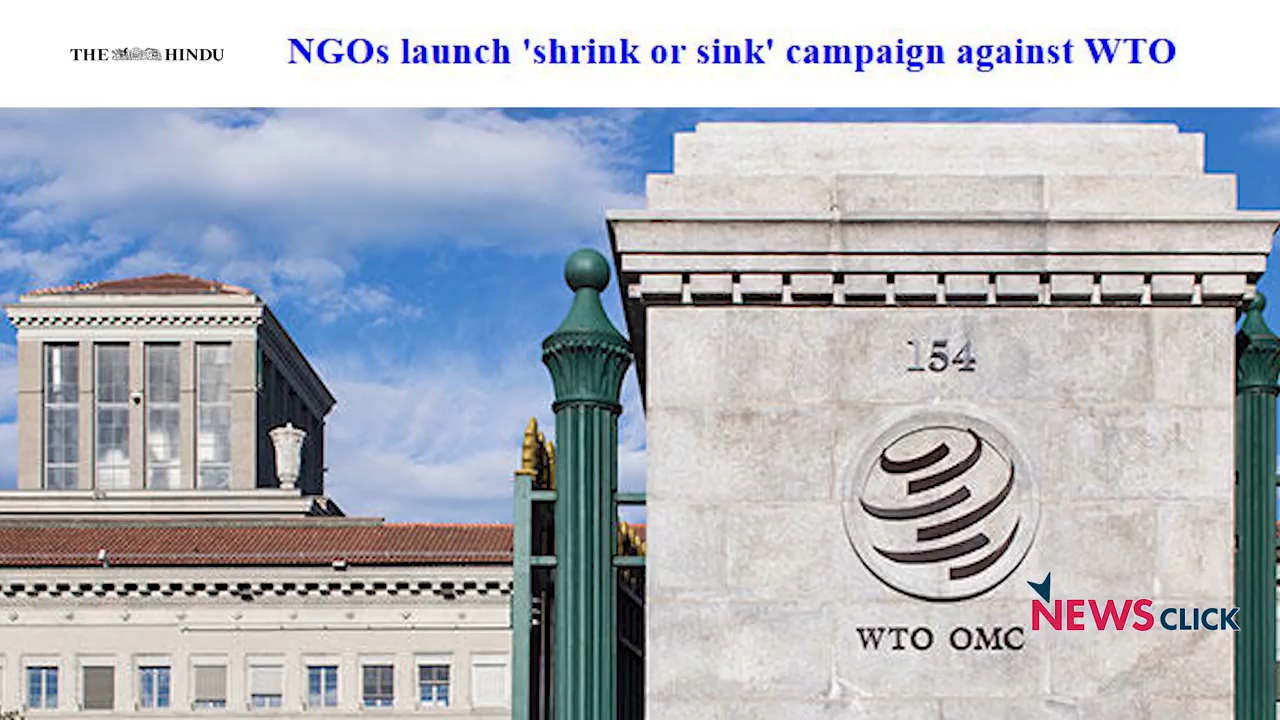 THE HINDU
NGOs launch 'shrink or sink' campaign against WTO
154
WTO OMC
NEWSCLICK